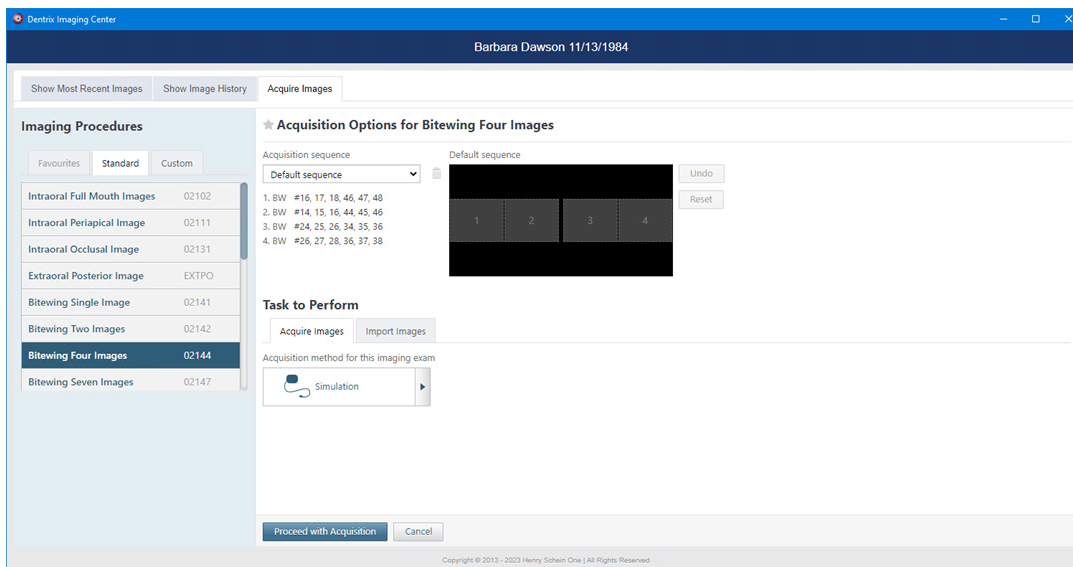 Dentrix Imaging Center
Barbara Dawson 11/13/1984
Show Most Recent Images Show Image History Acquire Images
Imaging Procedures
Favourites Standard Custom
Intraoral Full Mouth Images 02102
Intraoral Periapical Image 02111
Intraoral Occlusal Image 02131
Extraoral Posterior Image EXTPO
Bitewing Single Image 02141
Bitewing Two Images 02142
Bitewing Four Images 02144
Bitewing Seven Images 02147
Acquisition Options for Bitewing Four Images
Acquisition sequence
Default sequence
1. BW #16, 17, 18, 46, 47, 48
2. BW #14, 15, 16, 44, 45, 46
3. BW #24, 25, 26, 34, 35, 36
4. BW #26, 27, 28, 36, 37, 38
Default sequence
1 2 3 4
Undo
Reset
Task to Perform
Acquire Images Import Images
Acquisition method for this imaging exam
Simulation
Proceed with Acquisition Cancel
Copyright © 2013 - 2023 Henry Schein One | All Rights Reserved